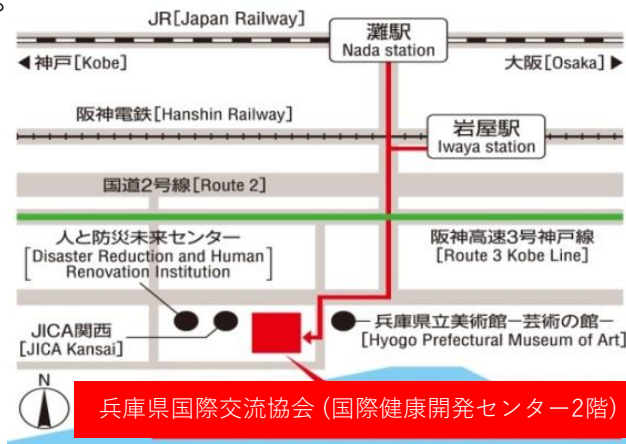 。
JR[Japan Railway]
灘駅
Nada station
◀神戸[Kobe]
大阪[Osaka]▶
阪神電鉄[Hanshin Railway]
岩屋駅
Iwaya station
国道2号線[Route 2]
人と防災未来センター
[Disaster Reduction and Human
Renovation Institution]
阪神高速3号神戸線
[Route 3 Kobe Line]
JICA関西
[JICA Kansai]
兵庫県立美術館−芸術の館−
[Hyogo Prefectural Museum of Art]
N
兵庫県国際交流協会 (国際健康開発センター2階)